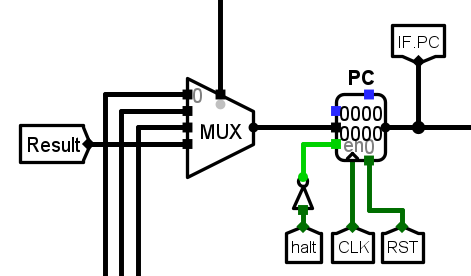 IF.PC
PC
0
0000
MUX
0000
Result
en0
halt
CLK
RST